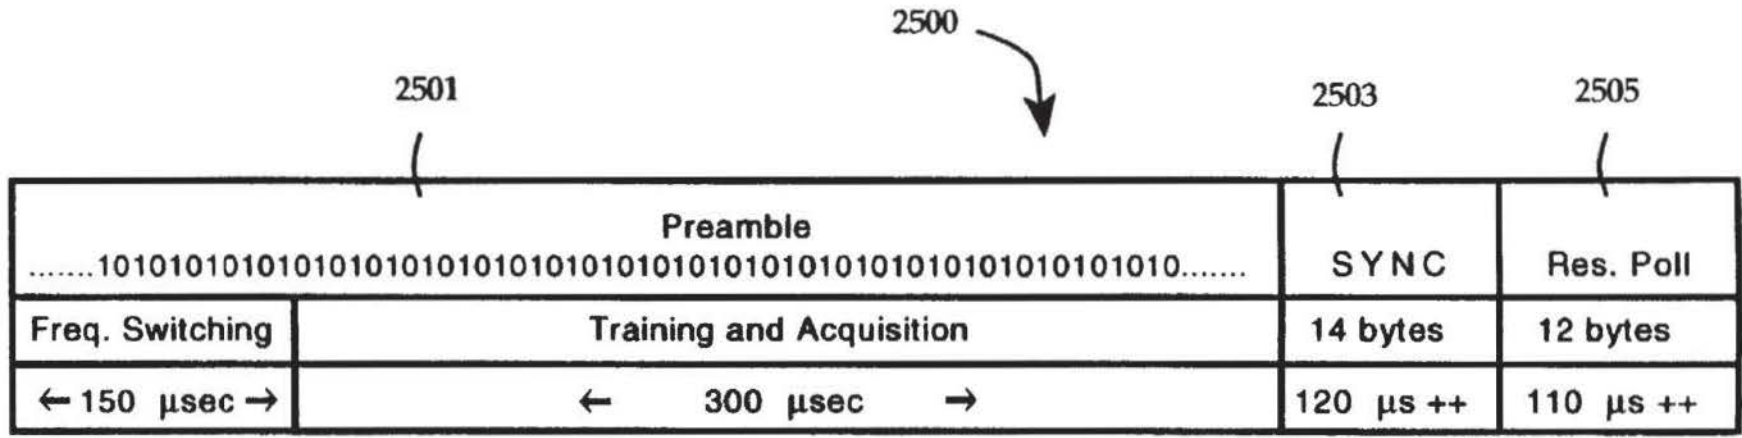 2500
2501
2503
2505
Preamble
.......1010101010101010101010101010101010101010101010101010101010.......
SYNC
Res. Poll
Freq. Switching
Training and Acquisition
14 bytes
12 bytes
← 150 µsec →
← 300 µsec →
120 µs ++
110 µs ++